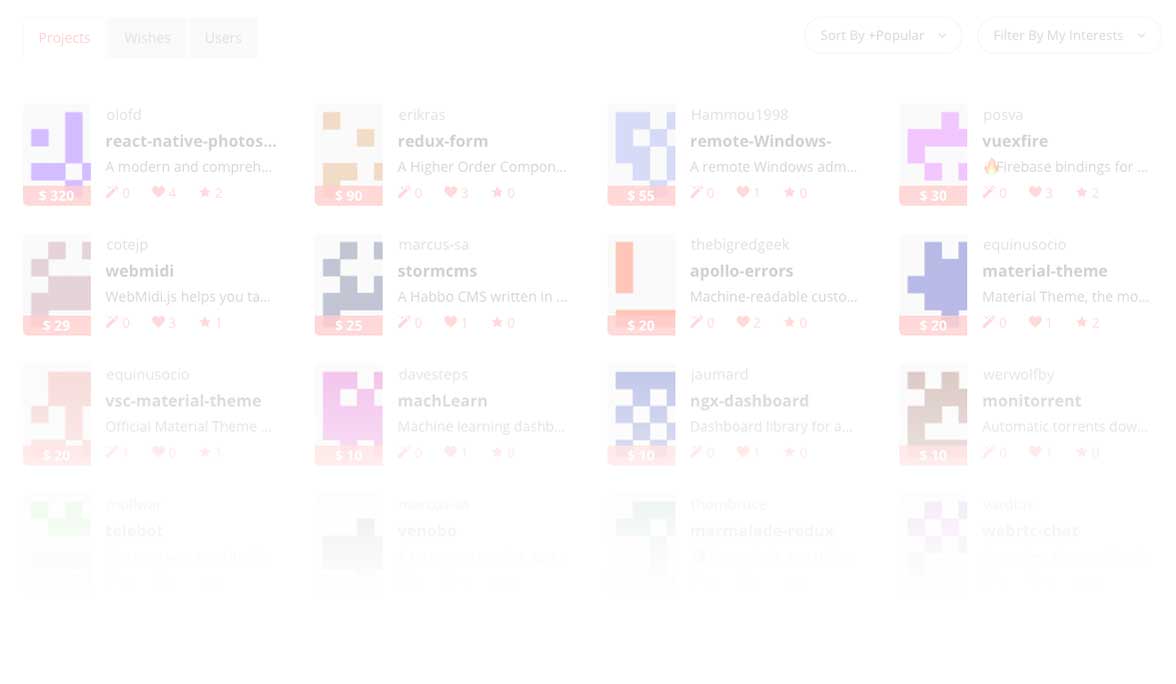 Projects Wishes Users Sort By +Popular Filter By My Interests
olofd erikras Hammou1998 posva
react-native-photos... redux-form remote-Windows- vuexfire
A modern and compreh... A Higher Order Compon... A remote Windows adm... 🔥Firebase bindings for ...
$ 320 0 4 2 $ 90 0 3 0 $ 55 0 1 0 $ 30 0 3 2
cotejp marcus-sa thebigredgeek equinusocio
webmidi stormcms apollo-errors material-theme
WebMidi.js helps you ta... A Habbo CMS written in ... Machine-readable custo... Material Theme, the mo...
$ 29 0 3 1 $ 25 0 1 0 $ 20 0 2 0 $ 20 0 1 2
equinusocio davesteps jaumard werwolfby
vsc-material-theme machLearn ngx-dashboard monitorrent
Official Material Theme ... Machine learning dashb... Dashboard library for a... Automatic torrents dow...
$ 20 1 0 1 $ 10 0 1 0 $ 10 0 1 0 $ 10 0 1 0
mullwar marcus-sa
telebot venobo marmalade-redux webrtc-chat